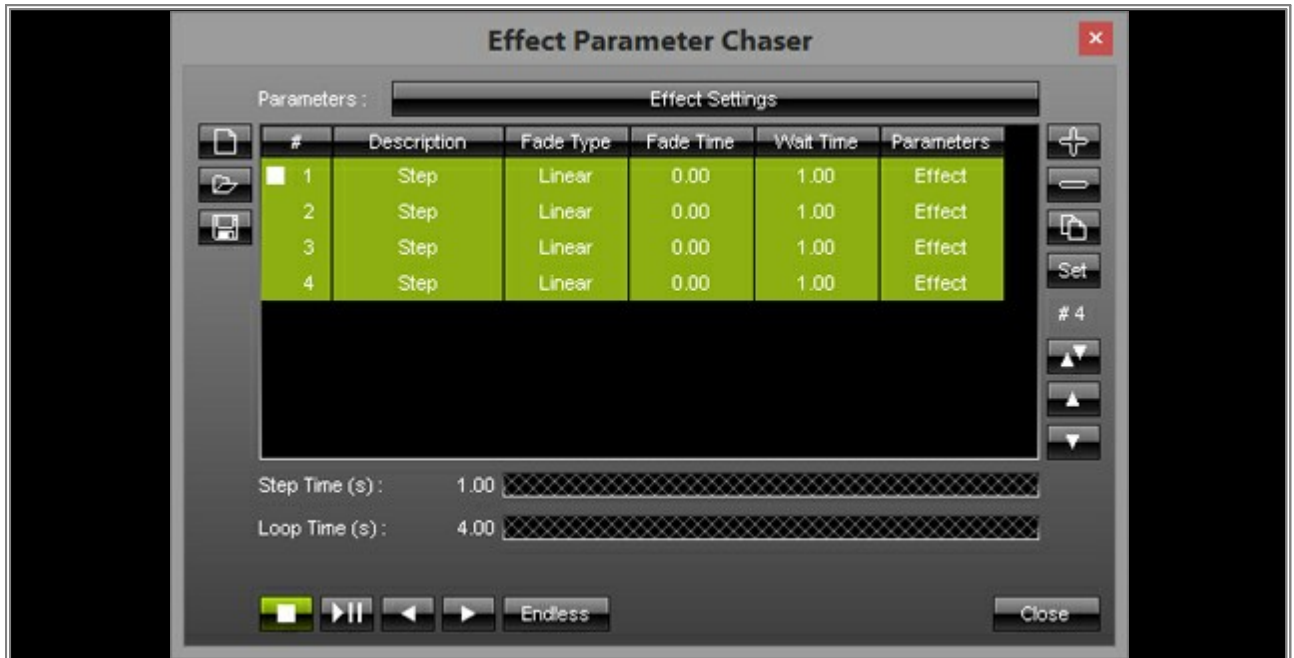 Effect Parameter Chaser
Parameters : Effect Settings
# Description Fade Type Fade Time Wait Time Parameters
1 Step Linear 0.00 1.00 Effect
2 Step Linear 0.00 1.00 Effect
3 Step Linear 0.00 1.00 Effect
4 Step Linear 0.00 1.00 Effect
Set
# 4
Step Time (s) : 1.00
Loop Time (s) : 4.00
Endless Close